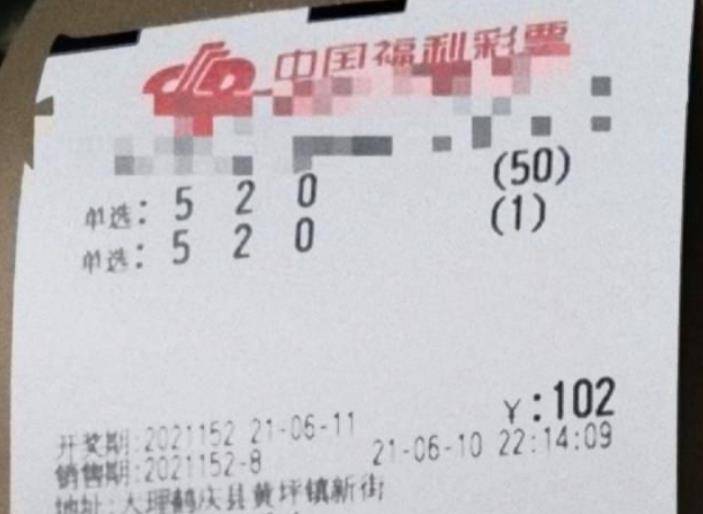 中国福利彩票
单选: 5 2 0 (50)
单选: 5 2 0 (1)
¥:102
开奖期:2021152 21-06-11
销售期:2021152-8 21-06-10 22:14:09
地址:大理鹤庆县黄坪镇新街